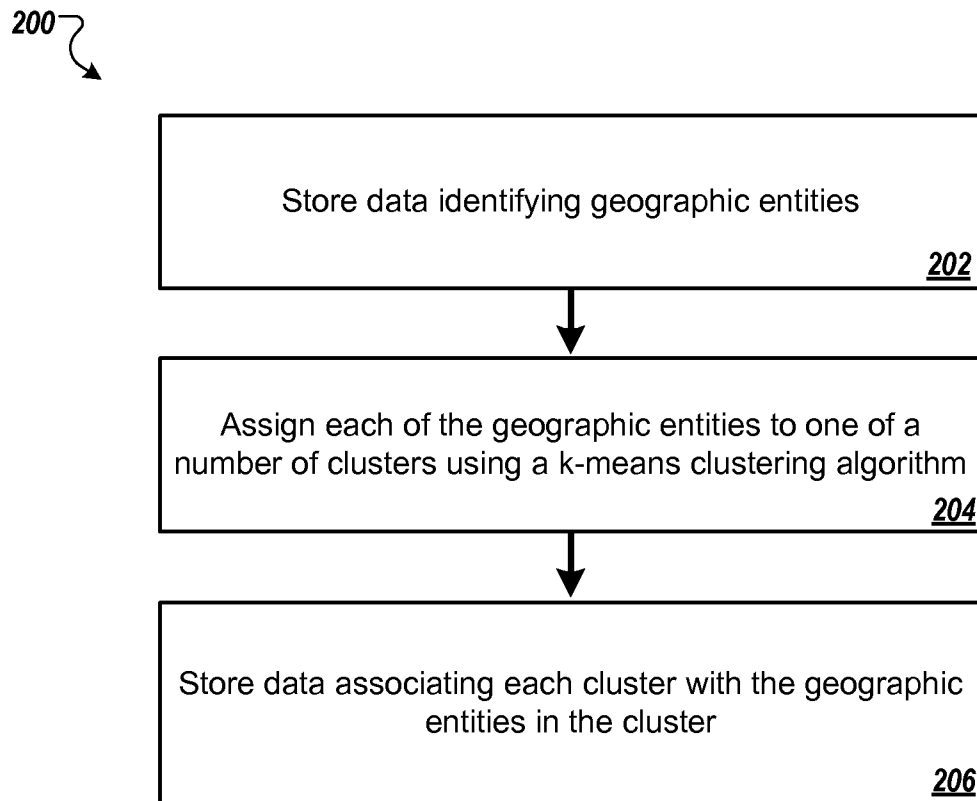 200
Store data identifying geographic entities
202
Assign each of the geographic entities to one of a
number of clusters using a k-means clustering algorithm
204
Store data associating each cluster with the geographic
entities in the cluster
206